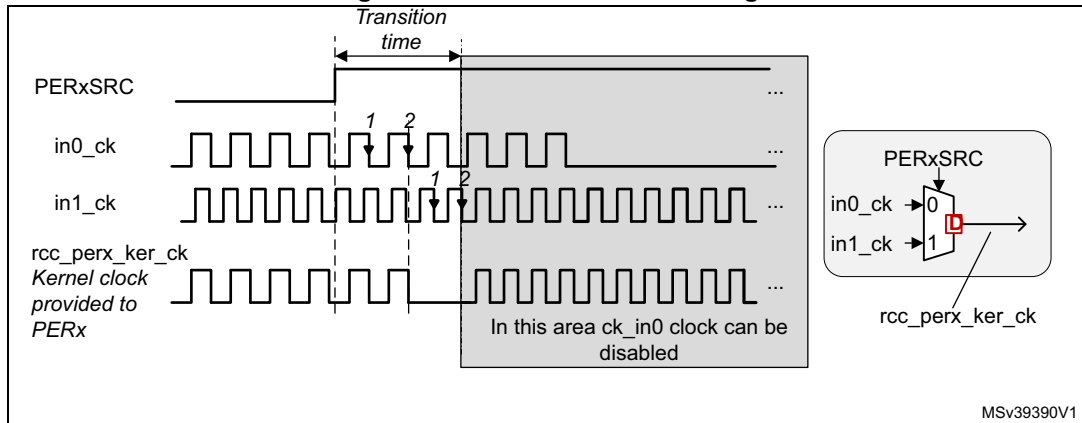 Transition
time
PERxSRC
...
1
2
in0_ck
...
1
2
in1_ck
...
rcc_perx_ker_ck
Kernel clock
provided to
PERx
...
In this area ck_in0 clock can be
disabled
PERxSRC
in0_ck
0
D
in1_ck
1
rcc_perx_ker_ck
MSv39390V1